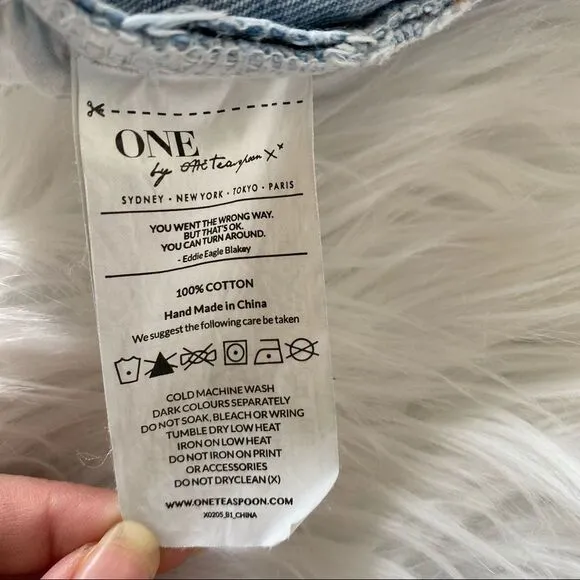 ONE
by One teaspoon xx
SYDNEY · NEW YORK · TOKYO · PARIS
YOU WENT THE WRONG WAY.
BUT THAT'S OK.
YOU CAN TURN AROUND.
- Eddie Eagle Blakey
100% COTTON
Hand Made in China
We suggest the following care be taken
COLD MACHINE WASH
DARK COLOURS SEPARATELY
DO NOT SOAK, BLEACH OR WRING
TUMBLE DRY LOW HEAT
IRON ON LOW HEAT
DO NOT IRON ON PRINT
OR ACCESSORIES
DO NOT DRYCLEAN (X)
WWW.ONETEASPOON.COM
X0205_B1_CHINA